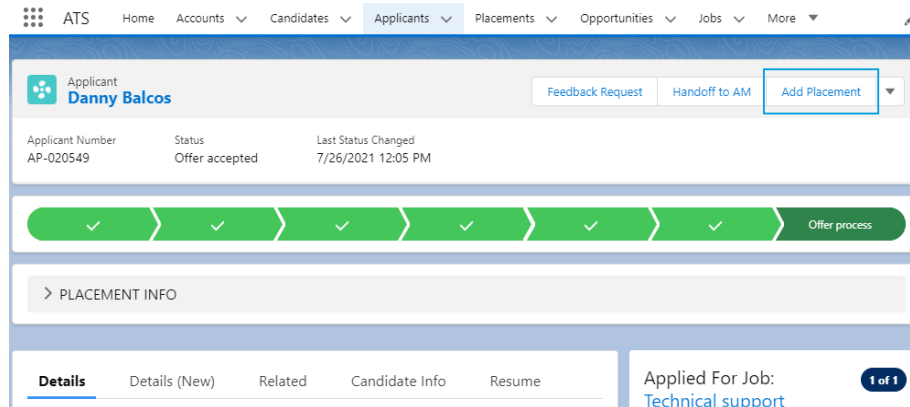 ATS Home Accounts Candidates Applicants Placements Opportunities Jobs More
Applicant
Danny Balcos
Feedback Request Handoff to AM Add Placement
Applicant Number Status Last Status Changed
AP-020549 Offer accepted 7/26/2021 12:05 PM
Offer process
PLACEMENT INFO
Details Details (New) Related Candidate Info Resume
Applied For Job: 1 of 1
Technical support